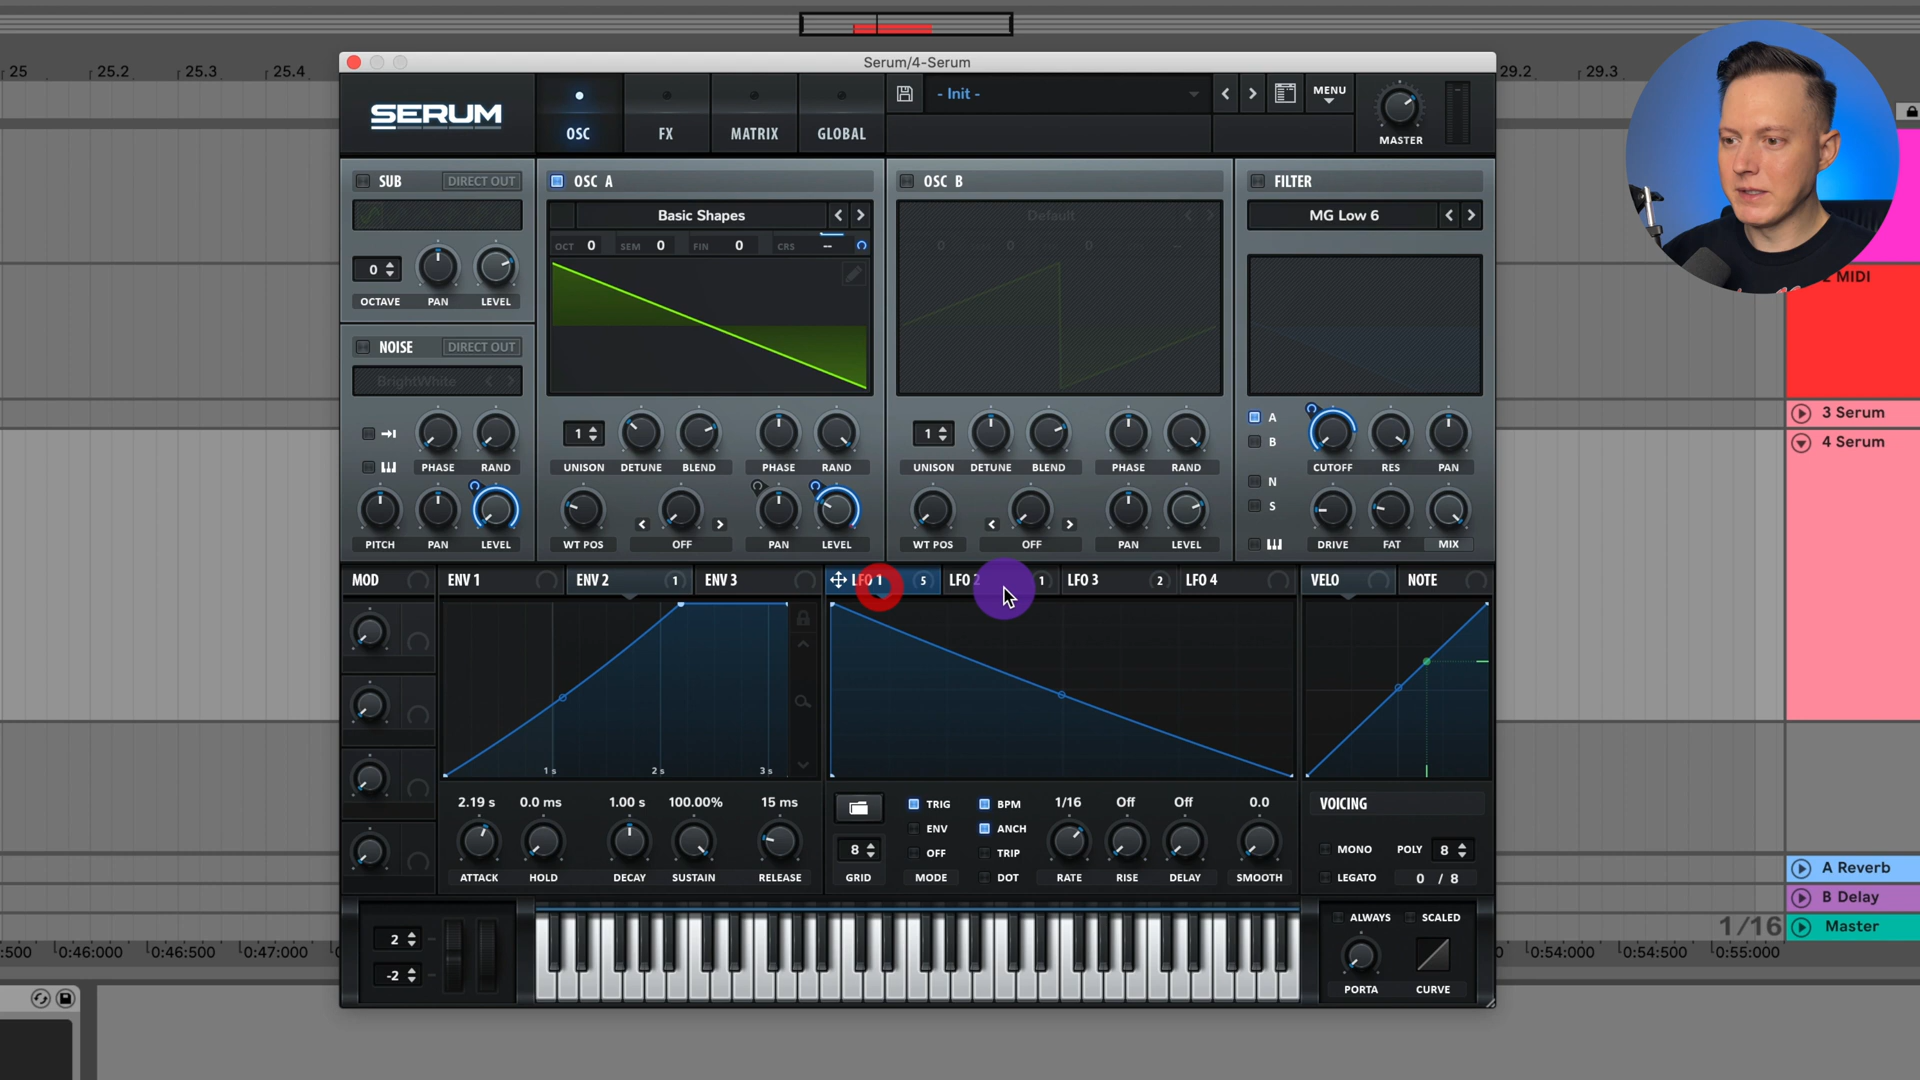 25
25.2
25.3
25.4
29.2
29.3
Serum/4-Serum
SERUM
OSC
FX
MATRIX
GLOBAL
- Init -
MENU
MASTER
SUB
DIRECT OUT
OSC A
OSC B
FILTER
Basic Shapes
Default
MG Low 6
OCT 0
SEM 0
FIN 0
CRS --
0
OCTAVE
PAN
LEVEL
NOISE
DIRECT OUT
BrightWhite
A
B
N
S
1
1
PHASE
RAND
UNISON
DETUNE
BLEND
PHASE
RAND
UNISON
DETUNE
BLEND
PHASE
RAND
CUTOFF
RES
PAN
PITCH
PAN
LEVEL
WT POS
OFF
PAN
LEVEL
WT POS
OFF
PAN
LEVEL
DRIVE
FAT
MIX
MOD
ENV 1
ENV 2
1
ENV 3
LFO 1
5
LFO 2
1
LFO 3
2
LFO 4
VELO
NOTE
1 s
2 s
3 s
2.19 s
0.0 ms
1.00 s
100.00%
15 ms
ATTACK
HOLD
DECAY
SUSTAIN
RELEASE
8
GRID
TRIG
ENV
OFF
MODE
BPM
ANCH
TRIP
DOT
1/16
Off
Off
0.0
RATE
RISE
DELAY
SMOOTH
VOICING
MONO
POLY
8
LEGATO
0 / 8
2
-2
ALWAYS
SCALED
PORTA
CURVE
MIDI
3 Serum
4 Serum
A Reverb
B Delay
Master
1/16
:500
0:46:000
0:46:500
0:47:000
0:54:000
0:54:500
0:55:000